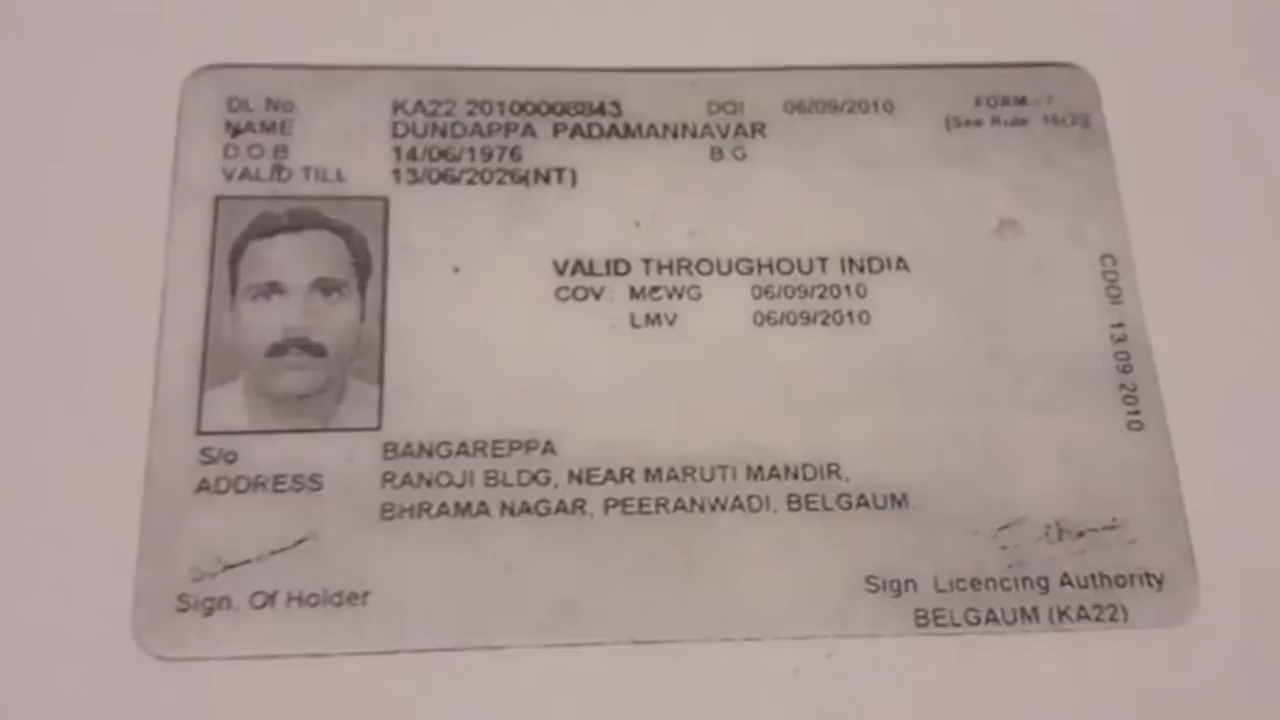 DL No KA22 20100008843 DOI 06/09/2010 FORM - 7
NAME DUNDAPPA PADAMANNAVAR (See Rule
D.O.B 14/06/1976 B.G
VALID TILL 13/06/2026(NT)
VALID THROUGHOUT INDIA
COV: MCWG 06/09/2010
LMV 06/09/2010
CDOI 13.09.2010
S/o BANGAREPPA
ADDRESS RANOJI BLDG, NEAR MARUTI MANDIR,
BHRAMA NAGAR, PEERANWADI, BELGAUM.
Sign. Of Holder
Sign Licencing Authority
BELGAUM (KA22)